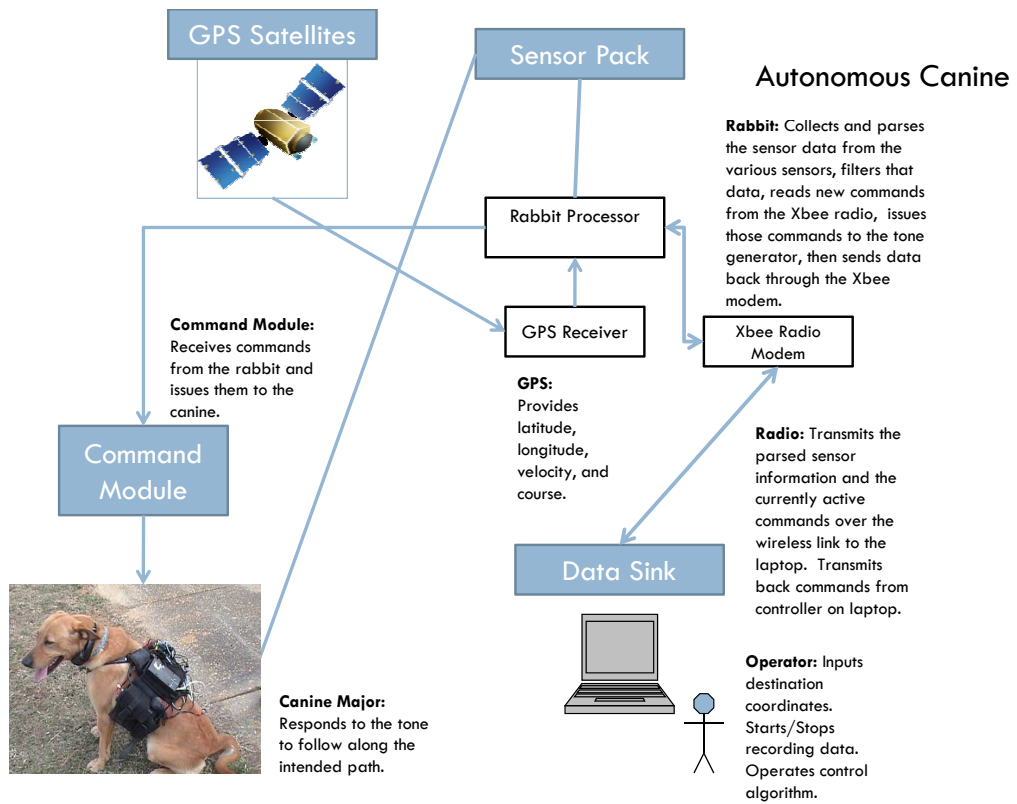 GPS Satellites
Sensor Pack
Autonomous Canine
Rabbit: Collects and parses
the sensor data from the
various sensors, filters that
data, reads new commands
from the Xbee radio, issues
those commands to the tone
generator, then sends data
back through the Xbee
modem.
Rabbit Processor
Command Module:
Receives commands
from the rabbit and
issues them to the
canine.
GPS Receiver
Xbee Radio
Modem
GPS:
Provides
latitude,
longitude,
velocity, and
course.
Command
Module
Radio: Transmits the
parsed sensor
information and the
currently active
commands over the
wireless link to the
laptop. Transmits
back commands from
controller on laptop.
Data Sink
Operator: Inputs
destination
coordinates.
Starts/Stops
recording data.
Operates control
algorithm.
Canine Major:
Responds to the tone
to follow along the
intended path.